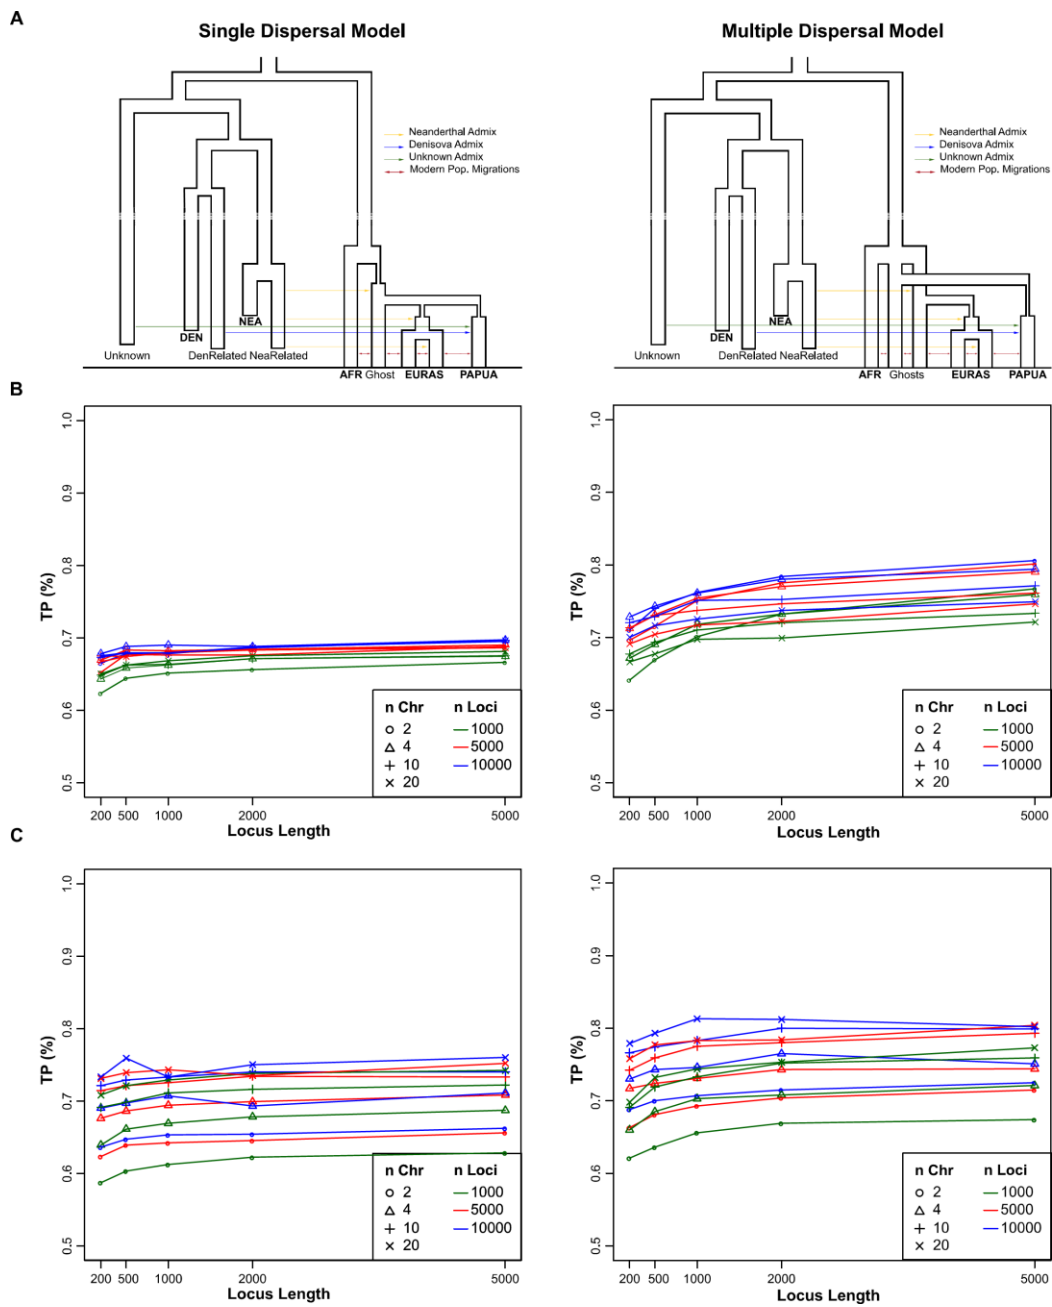 A
Single Dispersal Model
Multiple Dispersal Model
Neanderthal Admix
Denisova Admix
Unknown Admix
Modern Pop. Migrations
Neanderthal Admix
Denisova Admix
Unknown Admix
Modern Pop. Migrations
NEA
DEN
Unknown
DenRelated
NeaRelated
AFR
Ghost
EURAS
PAPUA
NEA
DEN
Unknown
DenRelated
NeaRelated
AFR
Ghosts
EURAS
PAPUA
B
TP (%)
1.0
0.9
0.8
0.7
0.6
0.5
n Chr n Loci
2 1000
4 5000
10 10000
20
200 500 1000 2000 5000
Locus Length
TP (%)
1.0
0.9
0.8
0.7
0.6
0.5
n Chr n Loci
2 1000
4 5000
10 10000
20
200 500 1000 2000 5000
Locus Length
C
TP (%)
1.0
0.9
0.8
0.7
0.6
0.5
n Chr n Loci
2 1000
4 5000
10 10000
20
200 500 1000 2000 5000
Locus Length
TP (%)
1.0
0.9
0.8
0.7
0.6
0.5
n Chr n Loci
2 1000
4 5000
10 10000
20
200 500 1000 2000 5000
Locus Length